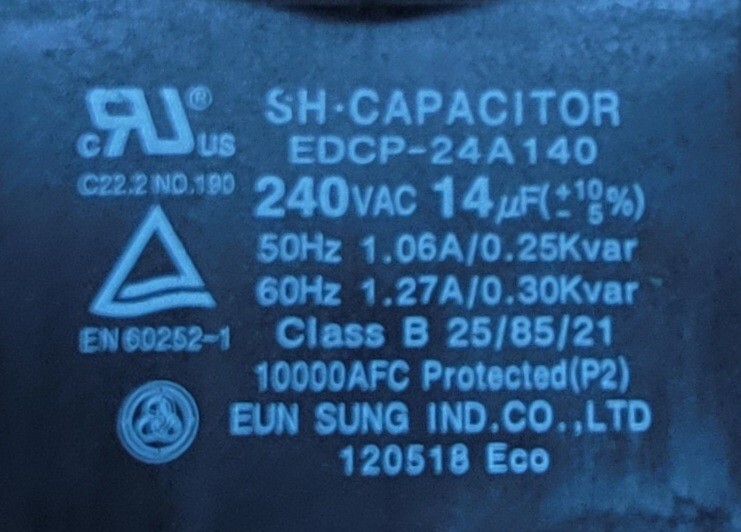 SH·CAPACITOR
EDCP-24A140
240VAC 14µF(±10/5%)
50Hz 1.06A/0.25Kvar
60Hz 1.27A/0.30Kvar
Class B 25/85/21
10000AFC Protected(P2)
EUN SUNG IND.CO.,LTD
120518 Eco
c RU® US
C22.2 NO.190
EN 60252-1